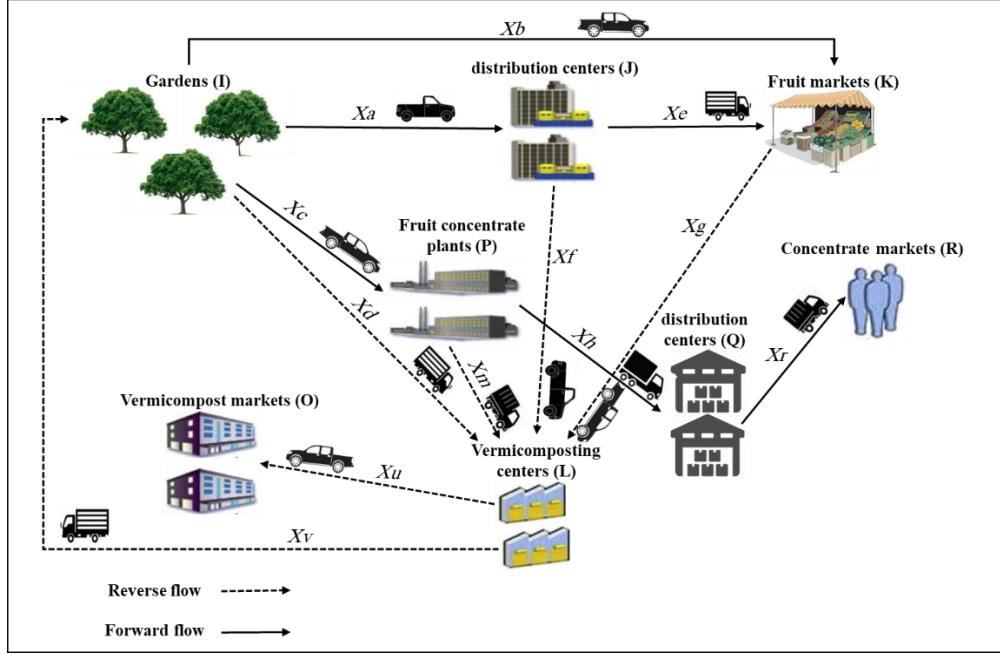 Xb
Gardens (I)
distribution centers (J)
Fruit markets (K)
Xa
Xe
Xc
Fruit concentrate
plants (P)
Xf
Xg
Concentrate markets (R)
Xd
Xh
distribution
centers (Q)
Xr
Xm
Vermicompost markets (O)
Vermicomposting
centers (L)
Xu
Xv
Reverse flow
Forward flow